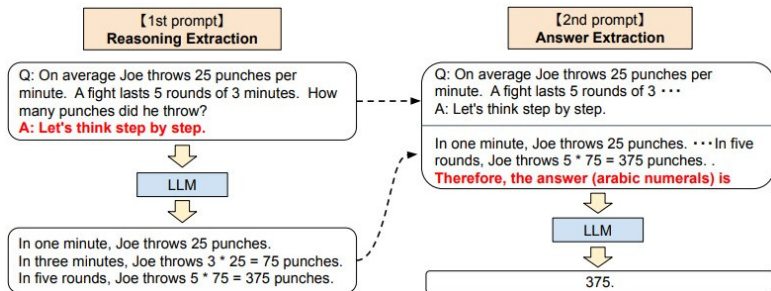 【1st prompt】
Reasoning Extraction
Q: On average Joe throws 25 punches per
minute. A fight lasts 5 rounds of 3 minutes. How
many punches did he throw?
A: Let's think step by step.
LLM
In one minute, Joe throws 25 punches.
In three minutes, Joe throws 3 * 25 = 75 punches.
In five rounds, Joe throws 5 * 75 = 375 punches.
【2nd prompt】
Answer Extraction
Q: On average Joe throws 25 punches per
minute. A fight lasts 5 rounds of 3 ・・・
A: Let's think step by step.
In one minute, Joe throws 25 punches. ・・・In five
rounds, Joe throws 5 * 75 = 375 punches. .
Therefore, the answer (arabic numerals) is
LLM
375.